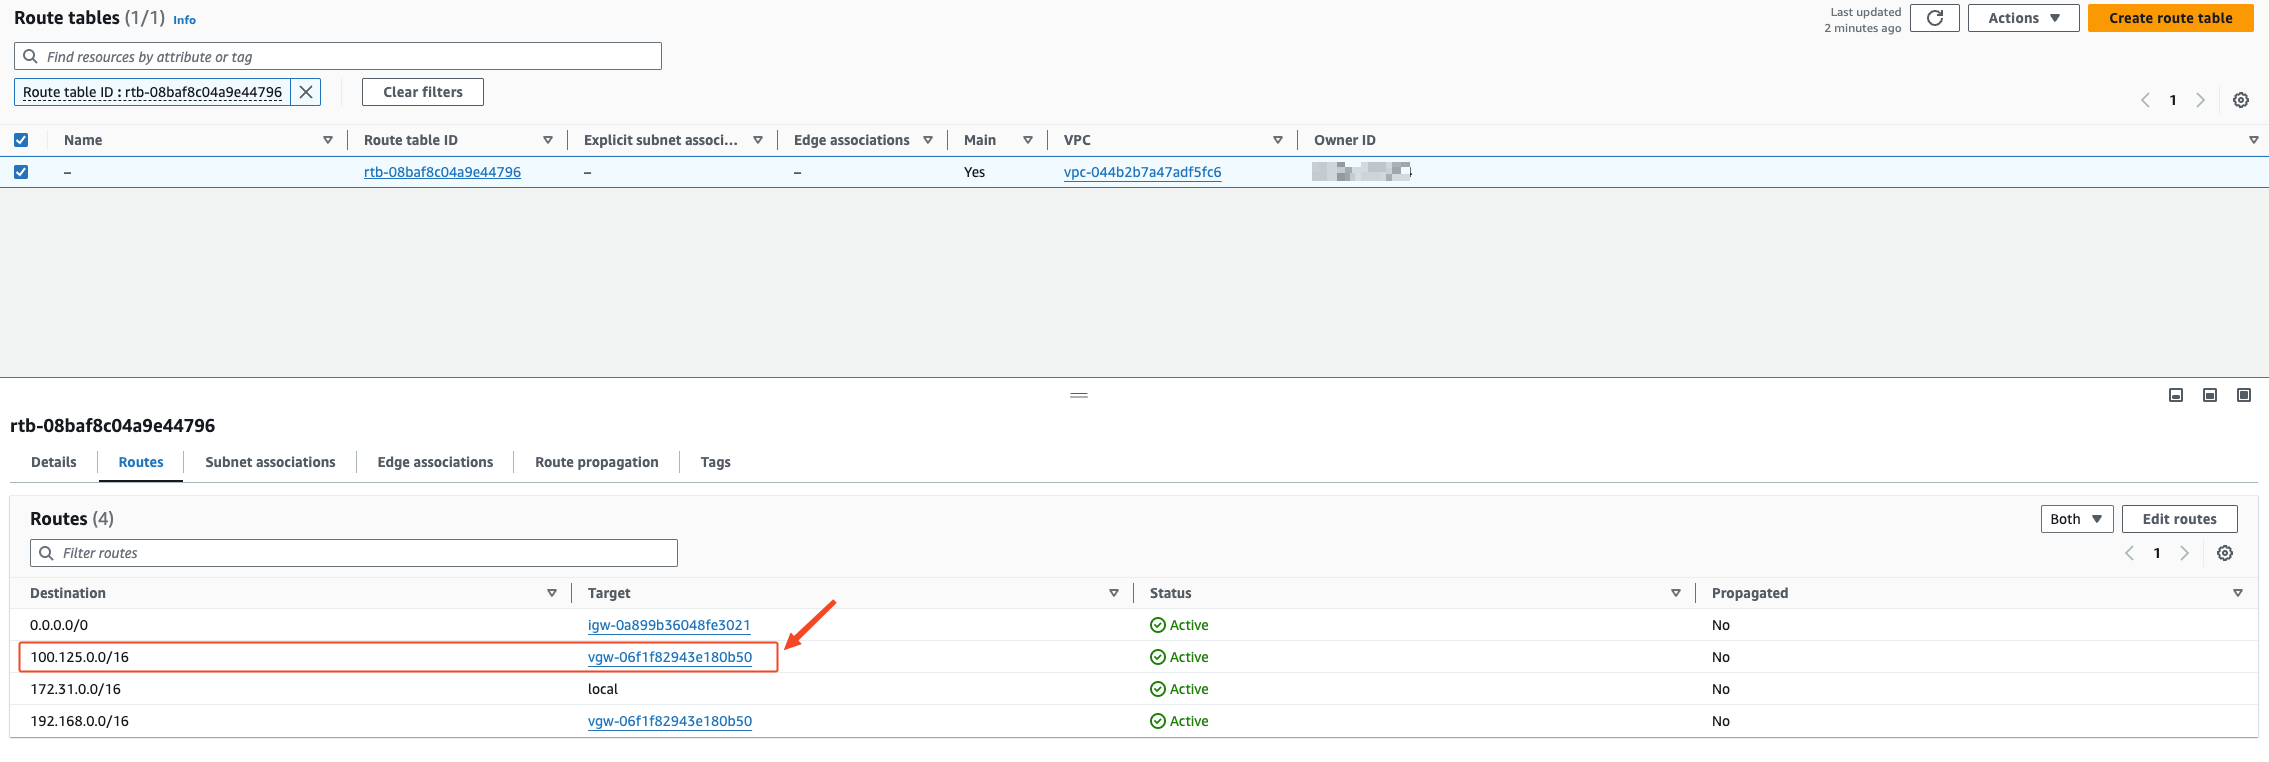 Route tables (1/1) Info
Last updated
2 minutes ago
Actions
Create route table
Find resources by attribute or tag
Route table ID : rtb-08baf8c04a9e44796
Clear filters
1
Name Route table ID Explicit subnet associ... Edge associations Main VPC Owner ID
– rtb-08baf8c04a9e44796 – – Yes vpc-044b2b7a47adf5fc6
rtb-08baf8c04a9e44796
Details Routes Subnet associations Edge associations Route propagation Tags
Routes (4)
Both
Edit routes
Filter routes
1
Destination Target Status Propagated
0.0.0.0/0 igw-0a899b36048fe3021 Active No
100.125.0.0/16 vgw-06f1f82943e180b50 Active No
172.31.0.0/16 local Active No
192.168.0.0/16 vgw-06f1f82943e180b50 Active No